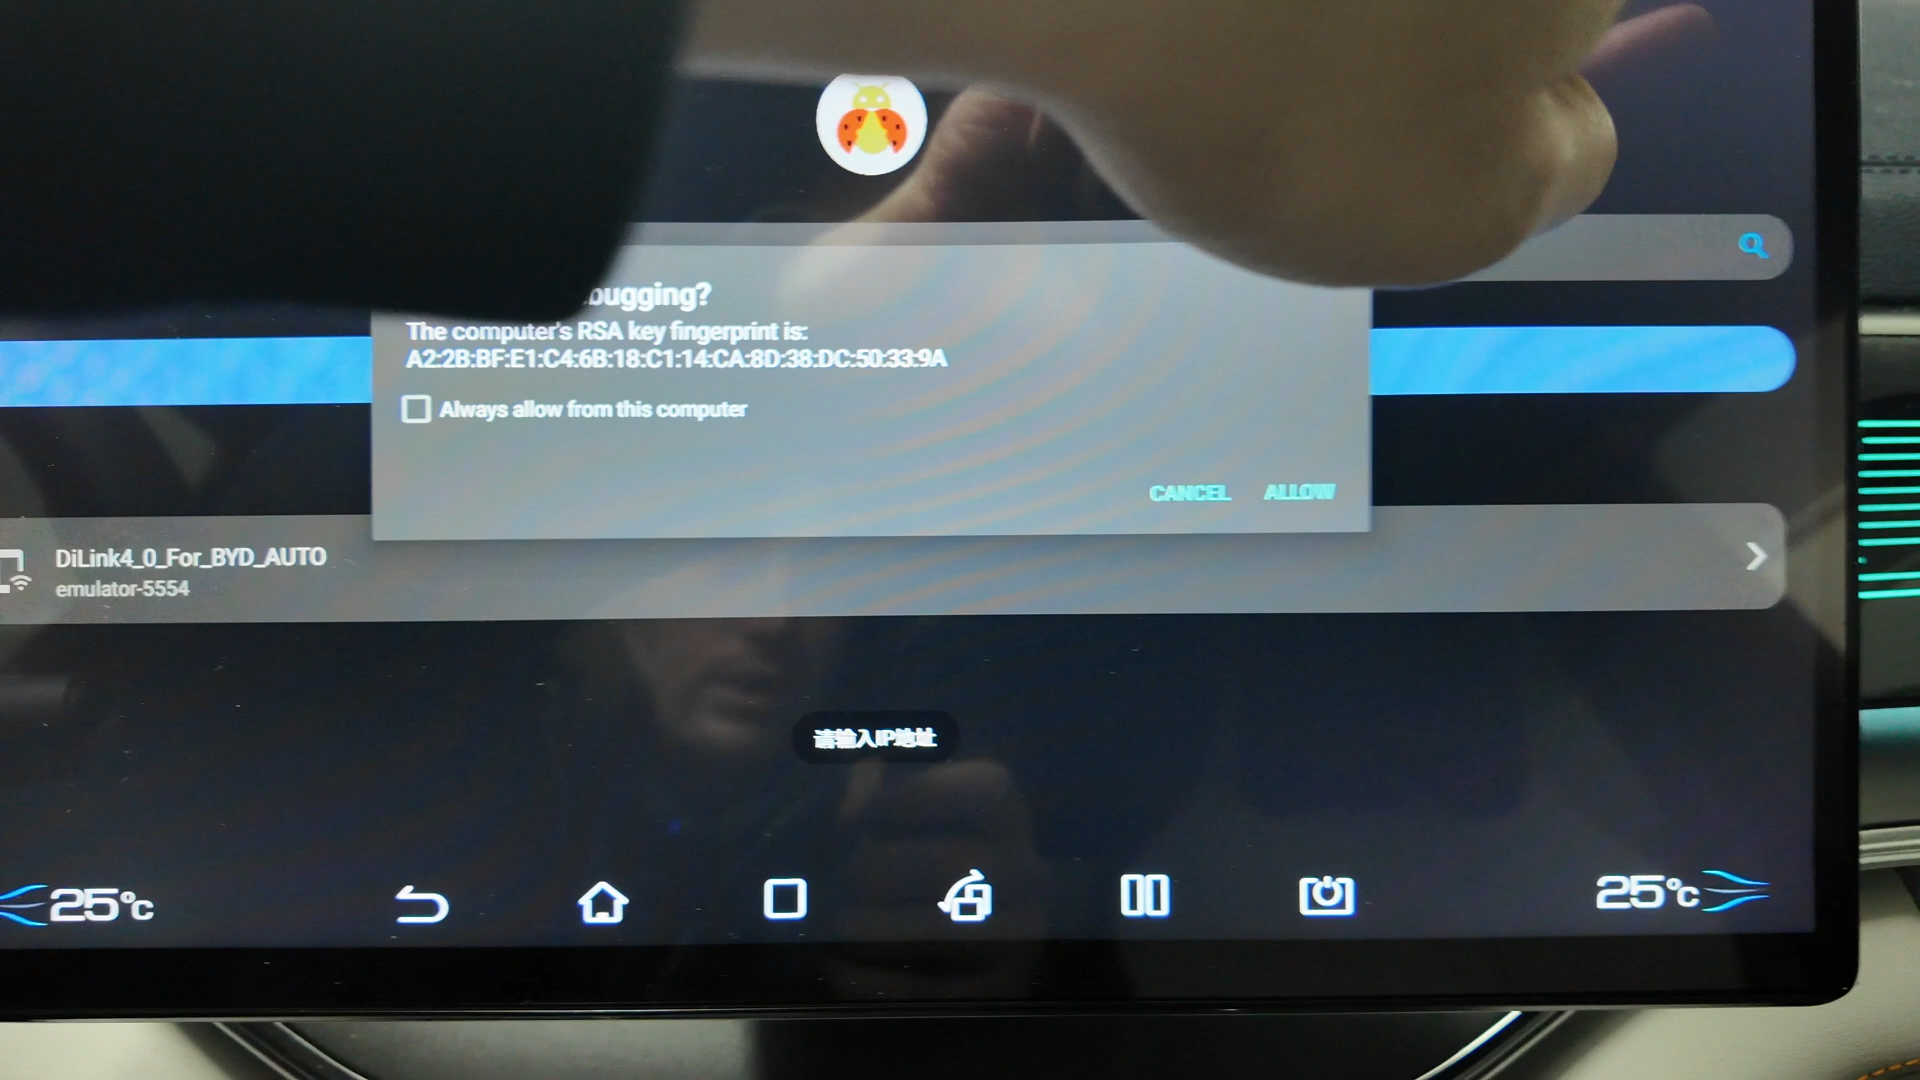 bugging?
The computer's RSA key fingerprint is:
A2:2B:BF:E1:C4:6B:18:C1:14:CA:8D:38:DC:50:33:9A
Always allow from this computer
CANCEL ALLOW
DiLink4_0_For_BYD_AUTO
emulator-5554
请输入IP地址
25°c 25°c